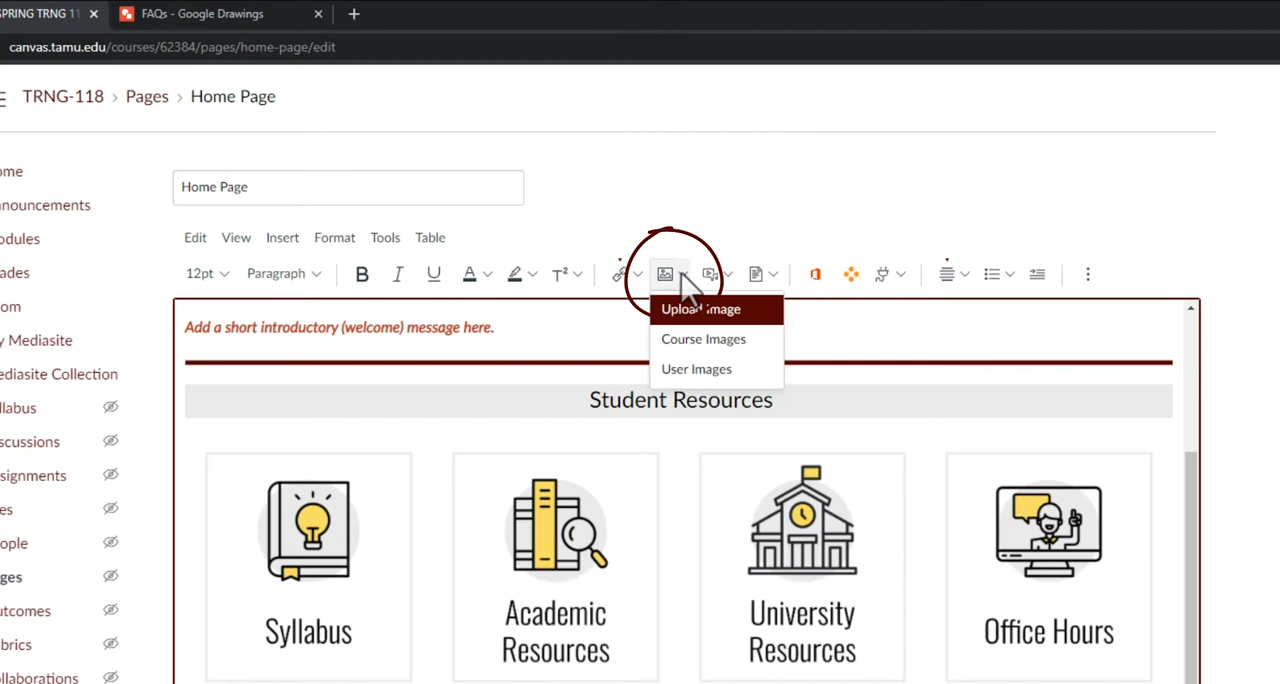 SPRING TRNG 11
FAQs - Google Drawings
canvas.tamu.edu/courses/62384/pages/home-page/edit
TRNG-118 › Pages › Home Page
ome
nnouncements
odules
ades
om
y Mediasite
ediasite Collection
llabus
scussions
signments
es
ople
ges
utcomes
brics
llaborations
Home Page
Edit View Insert Format Tools Table
12pt Paragraph B I U A T²
Upload Image
Course Images
User Images
Add a short introductory (welcome) message here.
Student Resources
Syllabus
Academic
Resources
University
Resources
Office Hours